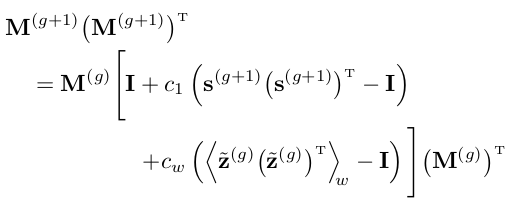 M^{(g+1)}(M^{(g+1)})^T
= M^{(g)} [ I + c_1 ( s^{(g+1)}(s^{(g+1)})^T − I )
+c_w ( ⟨ z̃^{(g)}(z̃^{(g)})^T ⟩_w − I ) ] (M^{(g)})^T